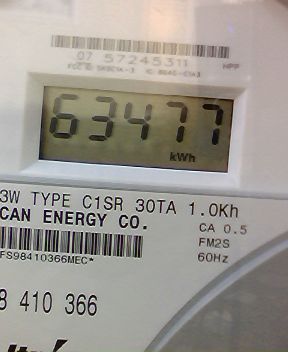 07 57245311
HPP
63477
kWh
3W TYPE C1SR 30TA 1.0Kh
CAN ENERGY CO.
CA 0.5
FM2S
60Hz
FS98410366MEC*
8 410 366